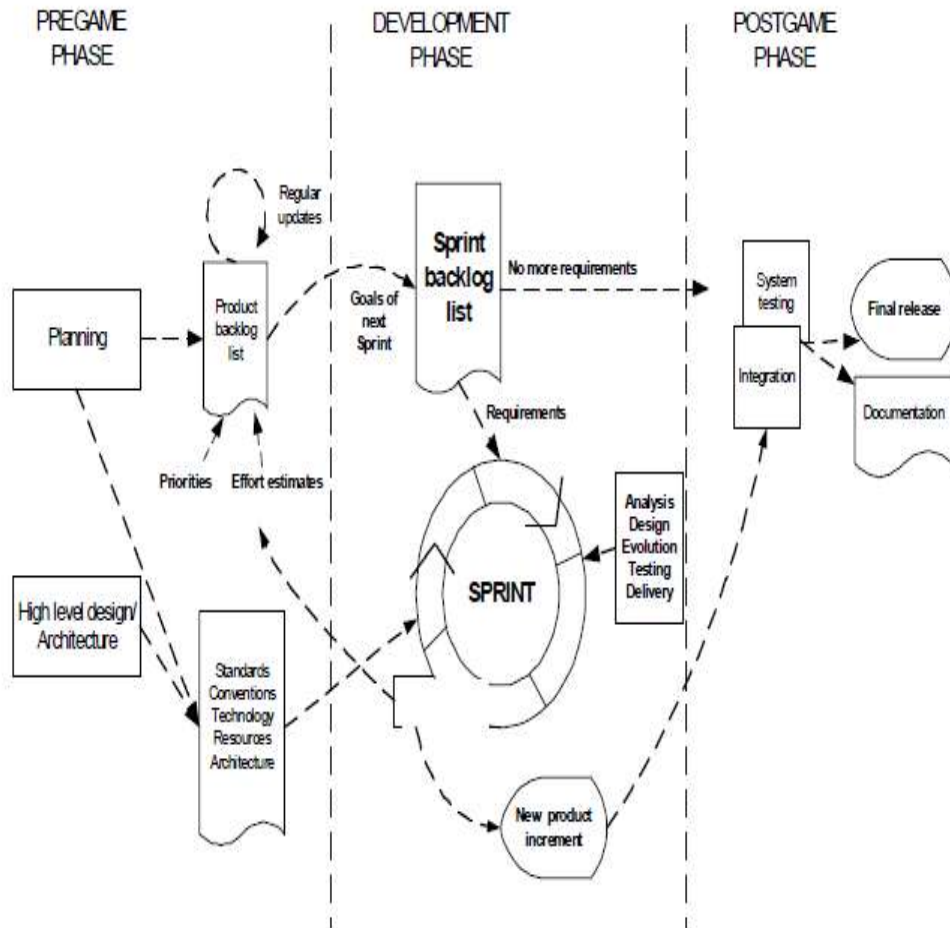 PREGAME
PHASE
DEVELOPMENT
PHASE
POSTGAME
PHASE
Regular
updates
Planning
Product
backlog
list
Goals of
next
Sprint
Sprint
backlog
list
No more requirements
System
testing
Integration
Final release
Documentation
Priorities
Effort estimates
Requirements
Analysis
Design
Evolution
Testing
Delivery
SPRINT
High level design/
Architecture
Standards
Conventions
Technology
Resources
Architecture
New product
increment